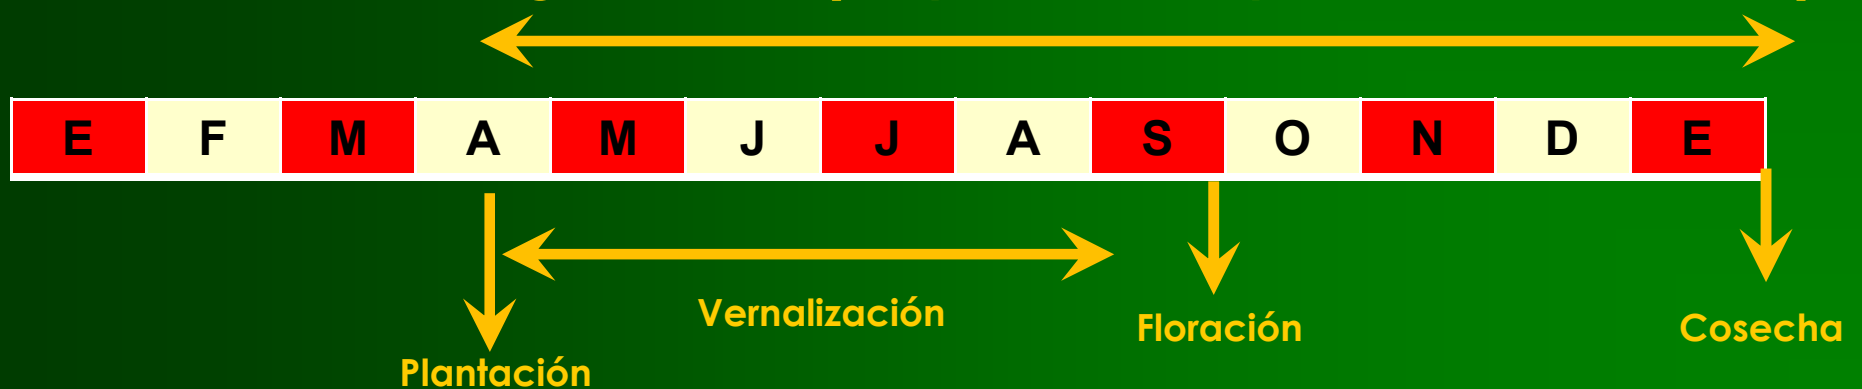 E F M A M J J A S O N D E
Vernalización
Floración
Cosecha
Plantación